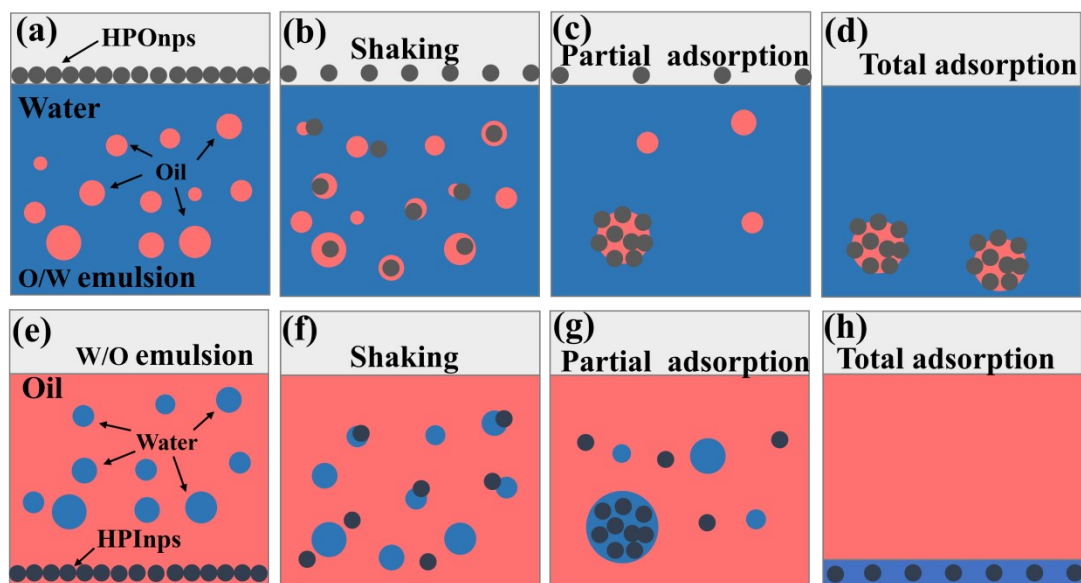 (a)
HPOnps
Water
Oil
O/W emulsion
(b)
Shaking
(c)
Partial adsorption
(d)
Total adsorption
(e)
W/O emulsion
Oil
Water
HPInps
(f)
Shaking
(g)
Partial adsorption
(h)
Total adsorption